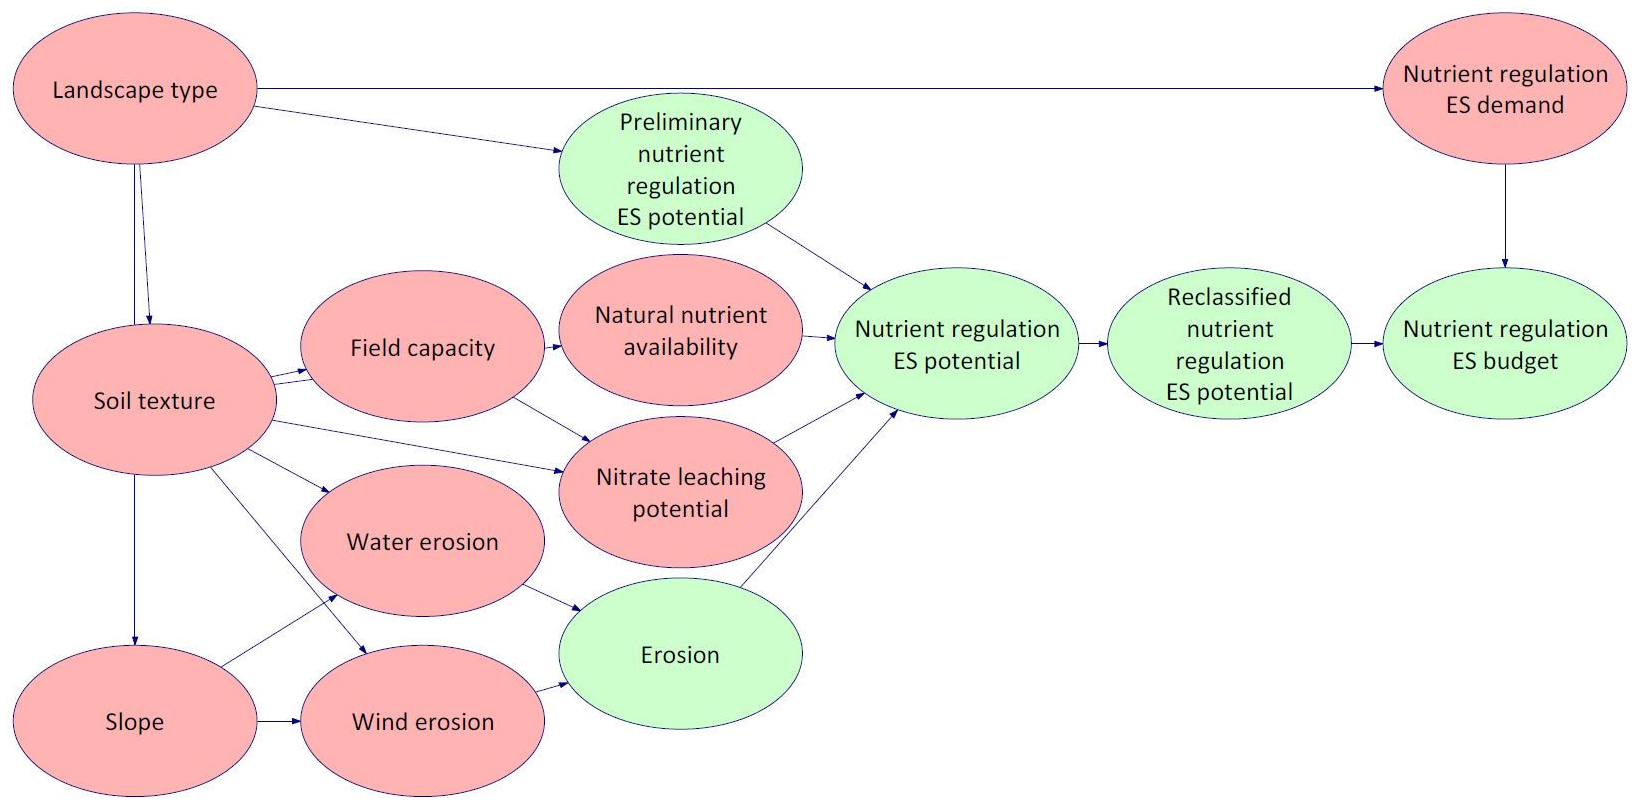 Landscape type
Nutrient regulation
ES demand
Preliminary
nutrient
regulation
ES potential
Field capacity
Natural nutrient
availability
Nutrient regulation
ES potential
Reclassified
nutrient
regulation
ES potential
Nutrient regulation
ES budget
Soil texture
Nitrate leaching
potential
Water erosion
Erosion
Slope
Wind erosion